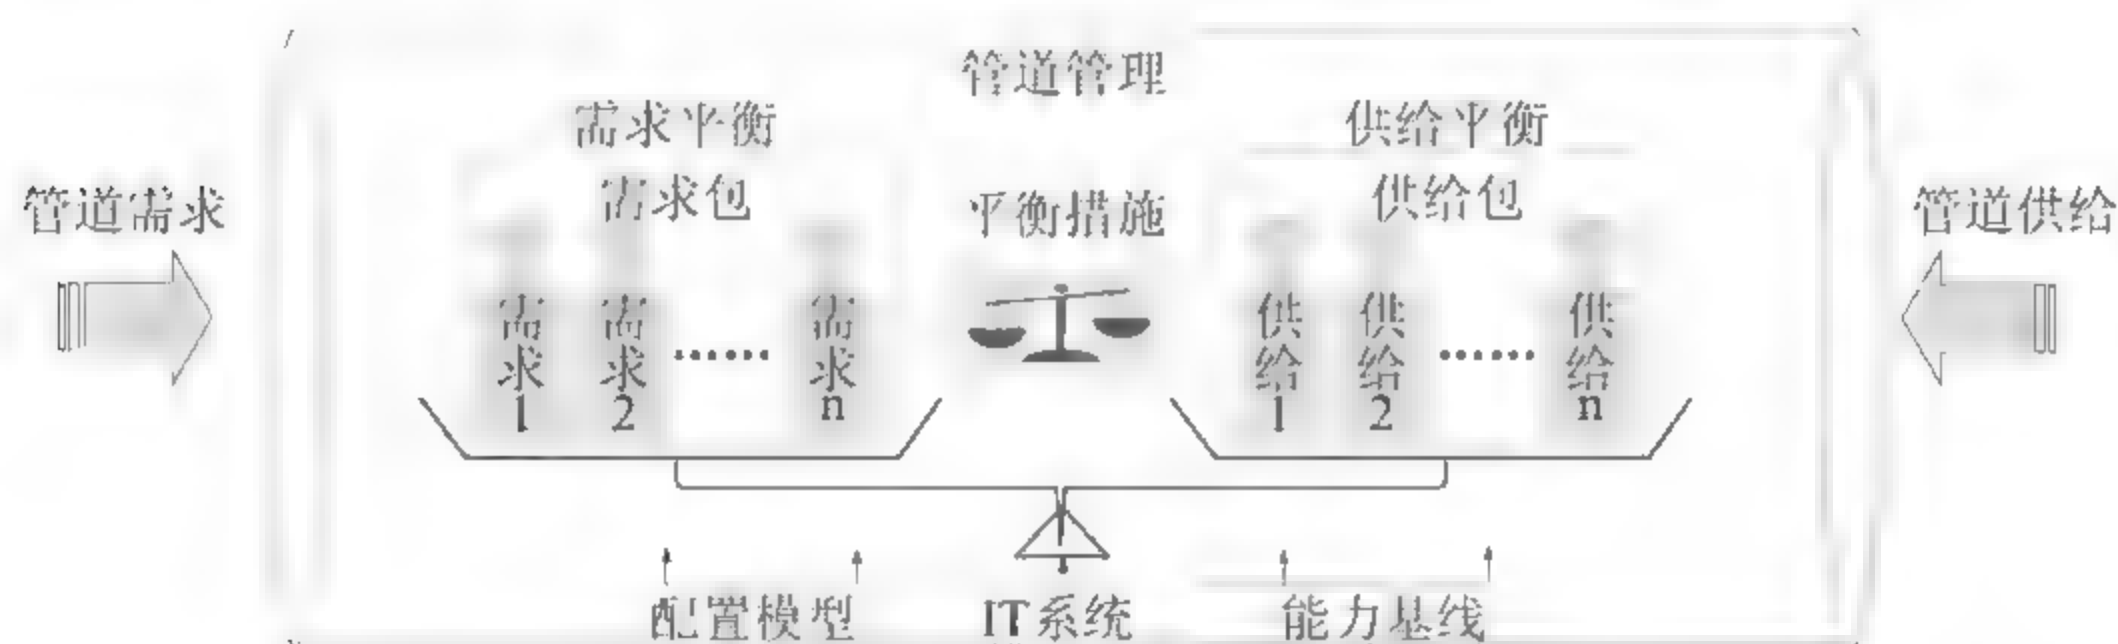 管道管理
需求平衡
供给平衡
管道需求
需求包
平衡措施
供给包
管道供给
需求1
需求2
……
需求n
供给1
供给2
……
供给n
配置模型
IT系统
能力基线